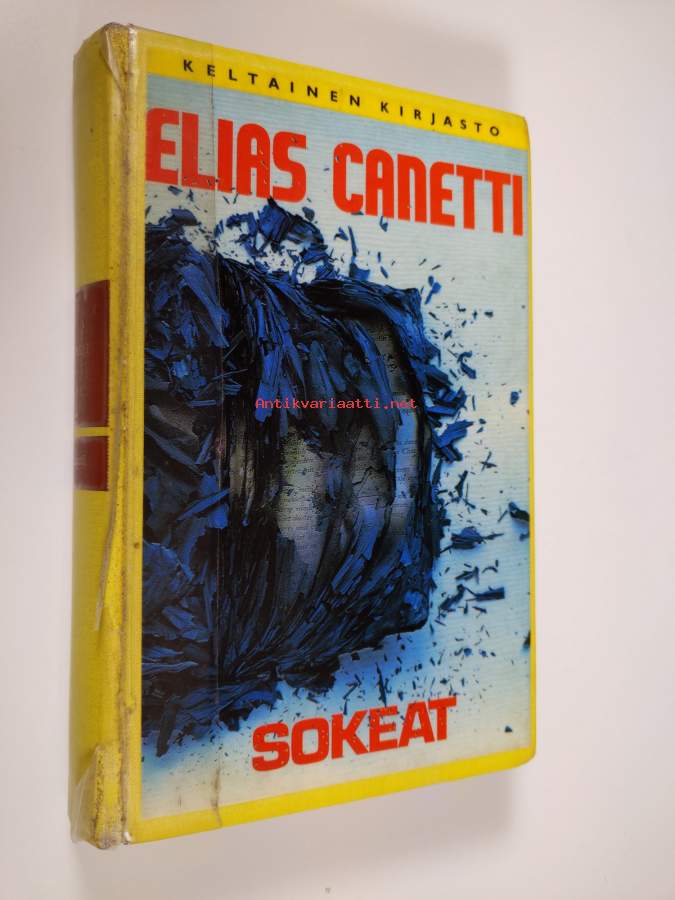 KELTAINEN KIRJASTO
ELIAS CANETTI
Antikvariaatti.net
SOKEAT